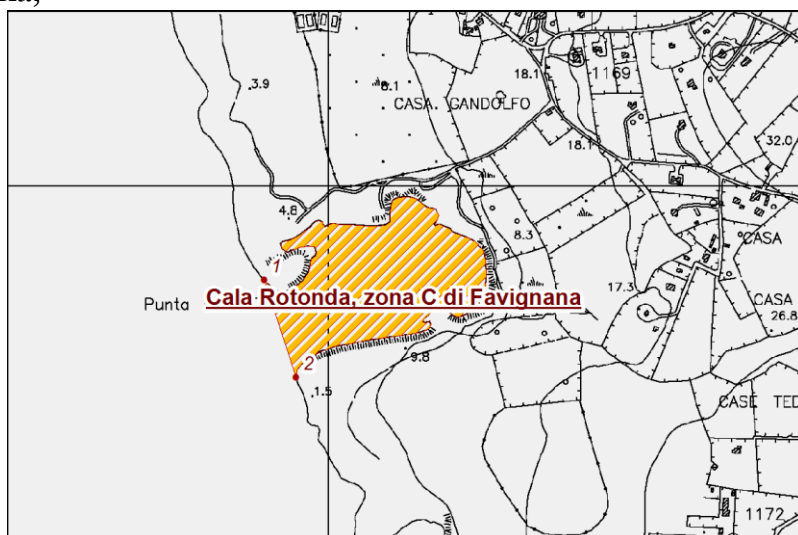 na,
3.9
8.1
CASA GANDOLFO
18.1
1169
18.1
32.0
4.8
8.3
CASA
1
17.3
Punta
Cala Rotonda, zona C di Favignana
CASA
26.8
2
9.8
1.5
CASE TED
1172